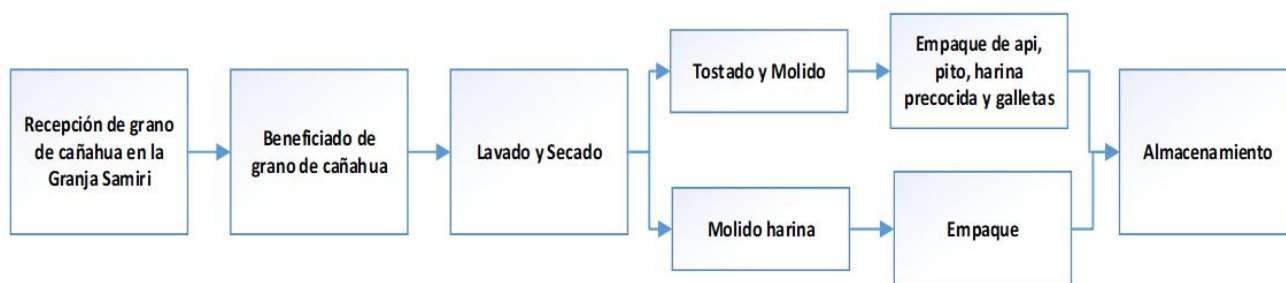 Recepción de grano
de cañahua en la
Granja Samiri
Beneficiado de
grano de cañahua
Lavado y Secado
Tostado y Molido
Empaque de api,
pito, harina
precocida y galletas
Molido harina
Empaque
Almacenamiento